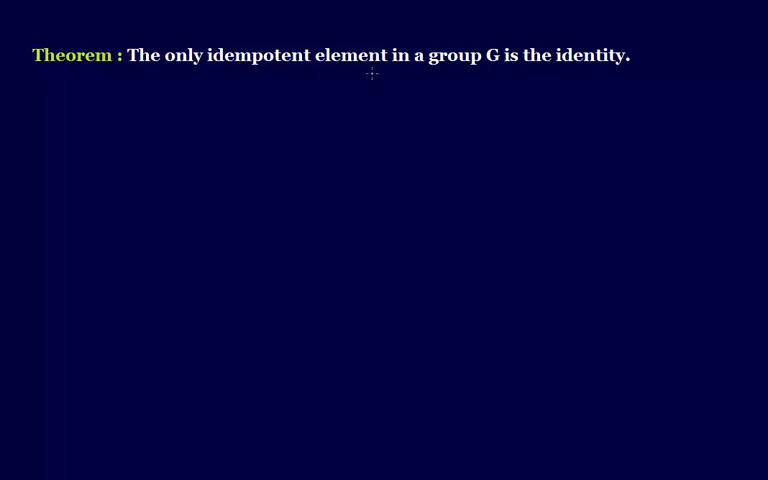 Theorem : The only idempotent element in a group G is the identity.